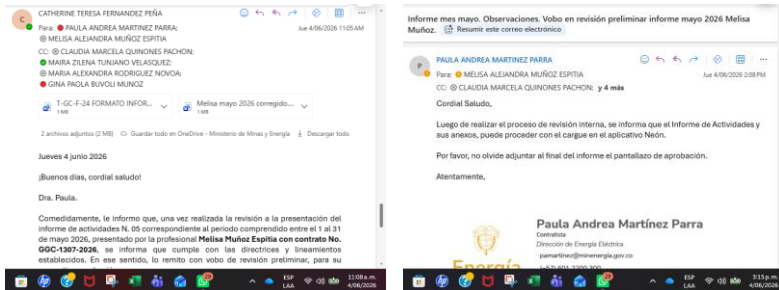 CATHERINE TERESA FERNANDEZ PEÑA
Para: PAULA ANDREA MARTINEZ PARRA:
MELISA ALEJANDRA MUÑOZ ESPITIA
Jue 4/06/2026 11:05 AM
CC: CLAUDIA MARCELA QUINONES PACHON:
MAIRA ZILENA TUNJANO VELASQUEZ:
MARIA ALEXANDRA RODRIGUEZ NOVOA:
GINA PAOLA BUVOLI MUNOZ
T-GC-F-24 FORMATO INFOR...
1 MB
Melisa mayo 2026 corregido...
1 MB
2 archivos adjuntos (2 MB) Guardar todo en OneDrive - Ministerio de Minas y Energía Descargar todo
Jueves 4 junio 2026
¡Buenos días, cordial saludo!
Dra. Paula.
Comedidamente, le informo que, una vez realizada la revisión a la presentación del
informe de actividades N. 05 correspondiente al periodo comprendido entre el 1 al 31
de mayo 2026, presentado por la profesional Melisa Muñoz Espitia con contrato No.
GGC-1307-2026, se informa que cumple con las directrices y lineamientos
establecidos. En ese sentido, lo remito con vobo de revisión preliminar, para su
ESP
LAA
11:08 a.m.
4/06/2026
Informe mes mayo. Observaciones. Vobo en revisión preliminar informe mayo 2026 Melisa
Muñoz. Resumir este correo electrónico
P
PAULA ANDREA MARTINEZ PARRA
Para: MELISA ALEJANDRA MUÑOZ ESPITIA
Jue 4/06/2026 2:08 PM
CC: CLAUDIA MARCELA QUINONES PACHON: y 4 más
Cordial Saludo,
Luego de realizar el proceso de revisión interna, se informa que el Informe de Actividades y
sus anexos, puede proceder con el cargue en el aplicativo Neón.
Por favor, no olvide adjuntar al final del informe el pantallazo de aprobación.
Atentamente,
Paula Andrea Martínez Parra
Contratista
Dirección de Energía Eléctrica
pamartinez@minenergia.gov.co
(+57) 601 2200 300
Energía
ESP
LAA
3:15 p.m.
4/06/2026